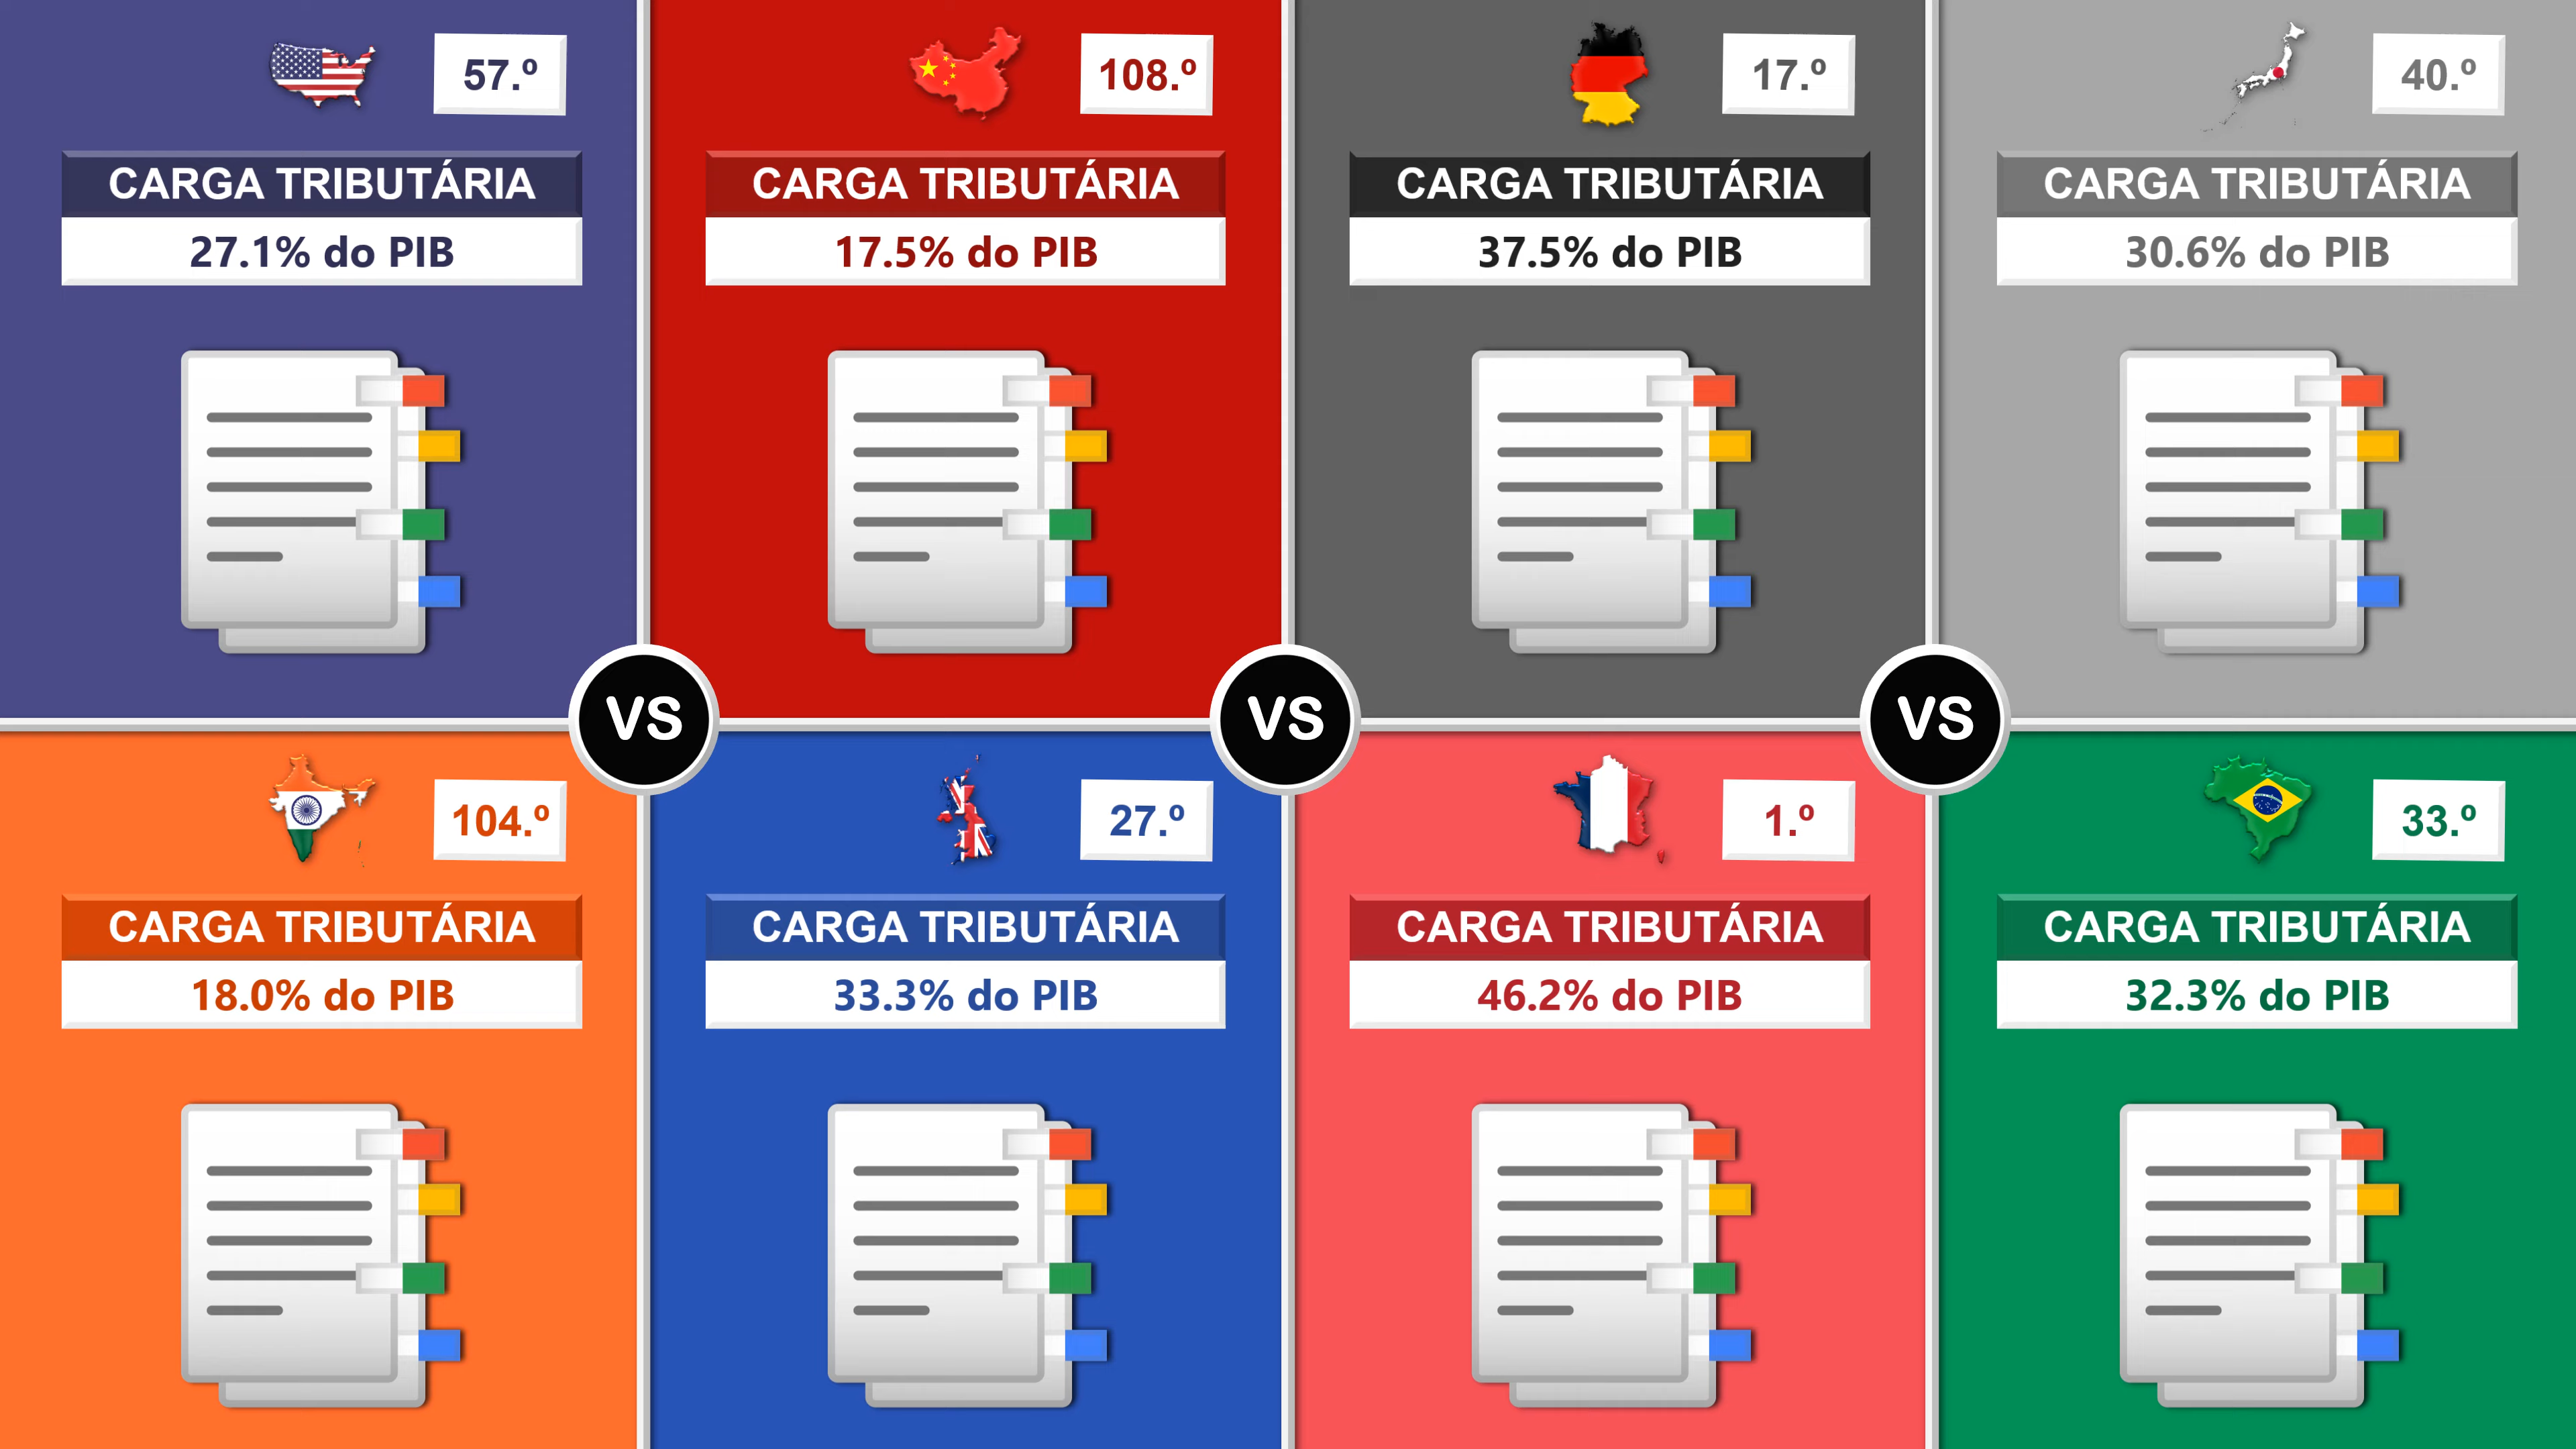 57.º
CARGA TRIBUTÁRIA
27.1% do PIB
108.º
CARGA TRIBUTÁRIA
17.5% do PIB
17.º
CARGA TRIBUTÁRIA
37.5% do PIB
40.º
CARGA TRIBUTÁRIA
30.6% do PIB
VS
VS
VS
104.º
CARGA TRIBUTÁRIA
18.0% do PIB
27.º
CARGA TRIBUTÁRIA
33.3% do PIB
1.º
CARGA TRIBUTÁRIA
46.2% do PIB
33.º
CARGA TRIBUTÁRIA
32.3% do PIB